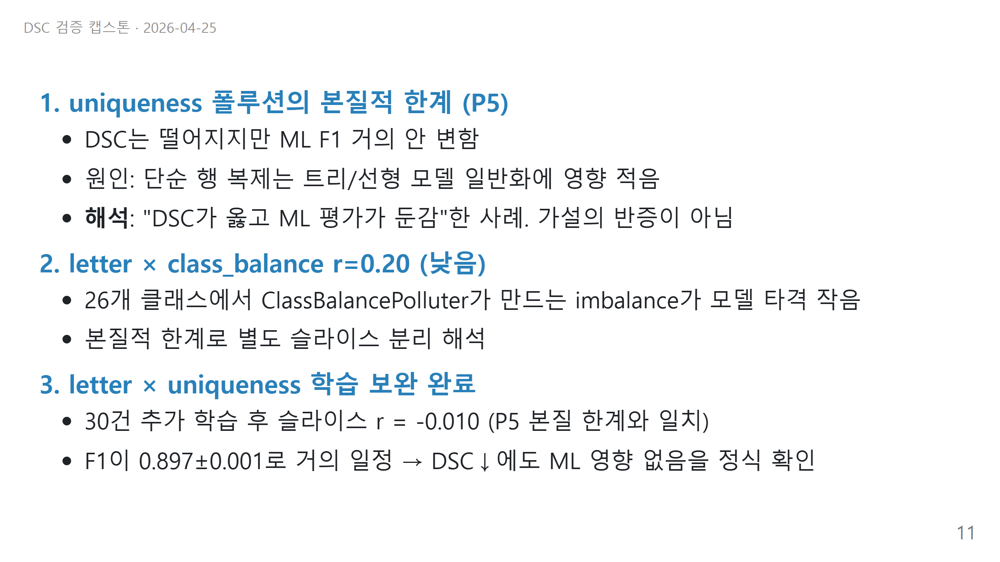 DSC 검증 캡스톤 · 2026-04-25
1. uniqueness 폴루션의 본질적 한계 (P5)
• DSC는 떨어지지만 ML F1 거의 안 변함
• 원인: 단순 행 복제는 트리/선형 모델 일반화에 영향 적음
• 해석: "DSC가 옳고 ML 평가가 둔감"한 사례. 가설의 반증이 아님
2. letter × class_balance r=0.20 (낮음)
• 26개 클래스에서 ClassBalancePolluter가 만드는 imbalance가 모델 타격 작음
• 본질적 한계로 별도 슬라이스 분리 해석
3. letter × uniqueness 학습 보완 완료
• 30건 추가 학습 후 슬라이스 r = -0.010 (P5 본질 한계와 일치)
• F1이 0.897±0.001로 거의 일정 → DSC↓에도 ML 영향 없음을 정식 확인
11